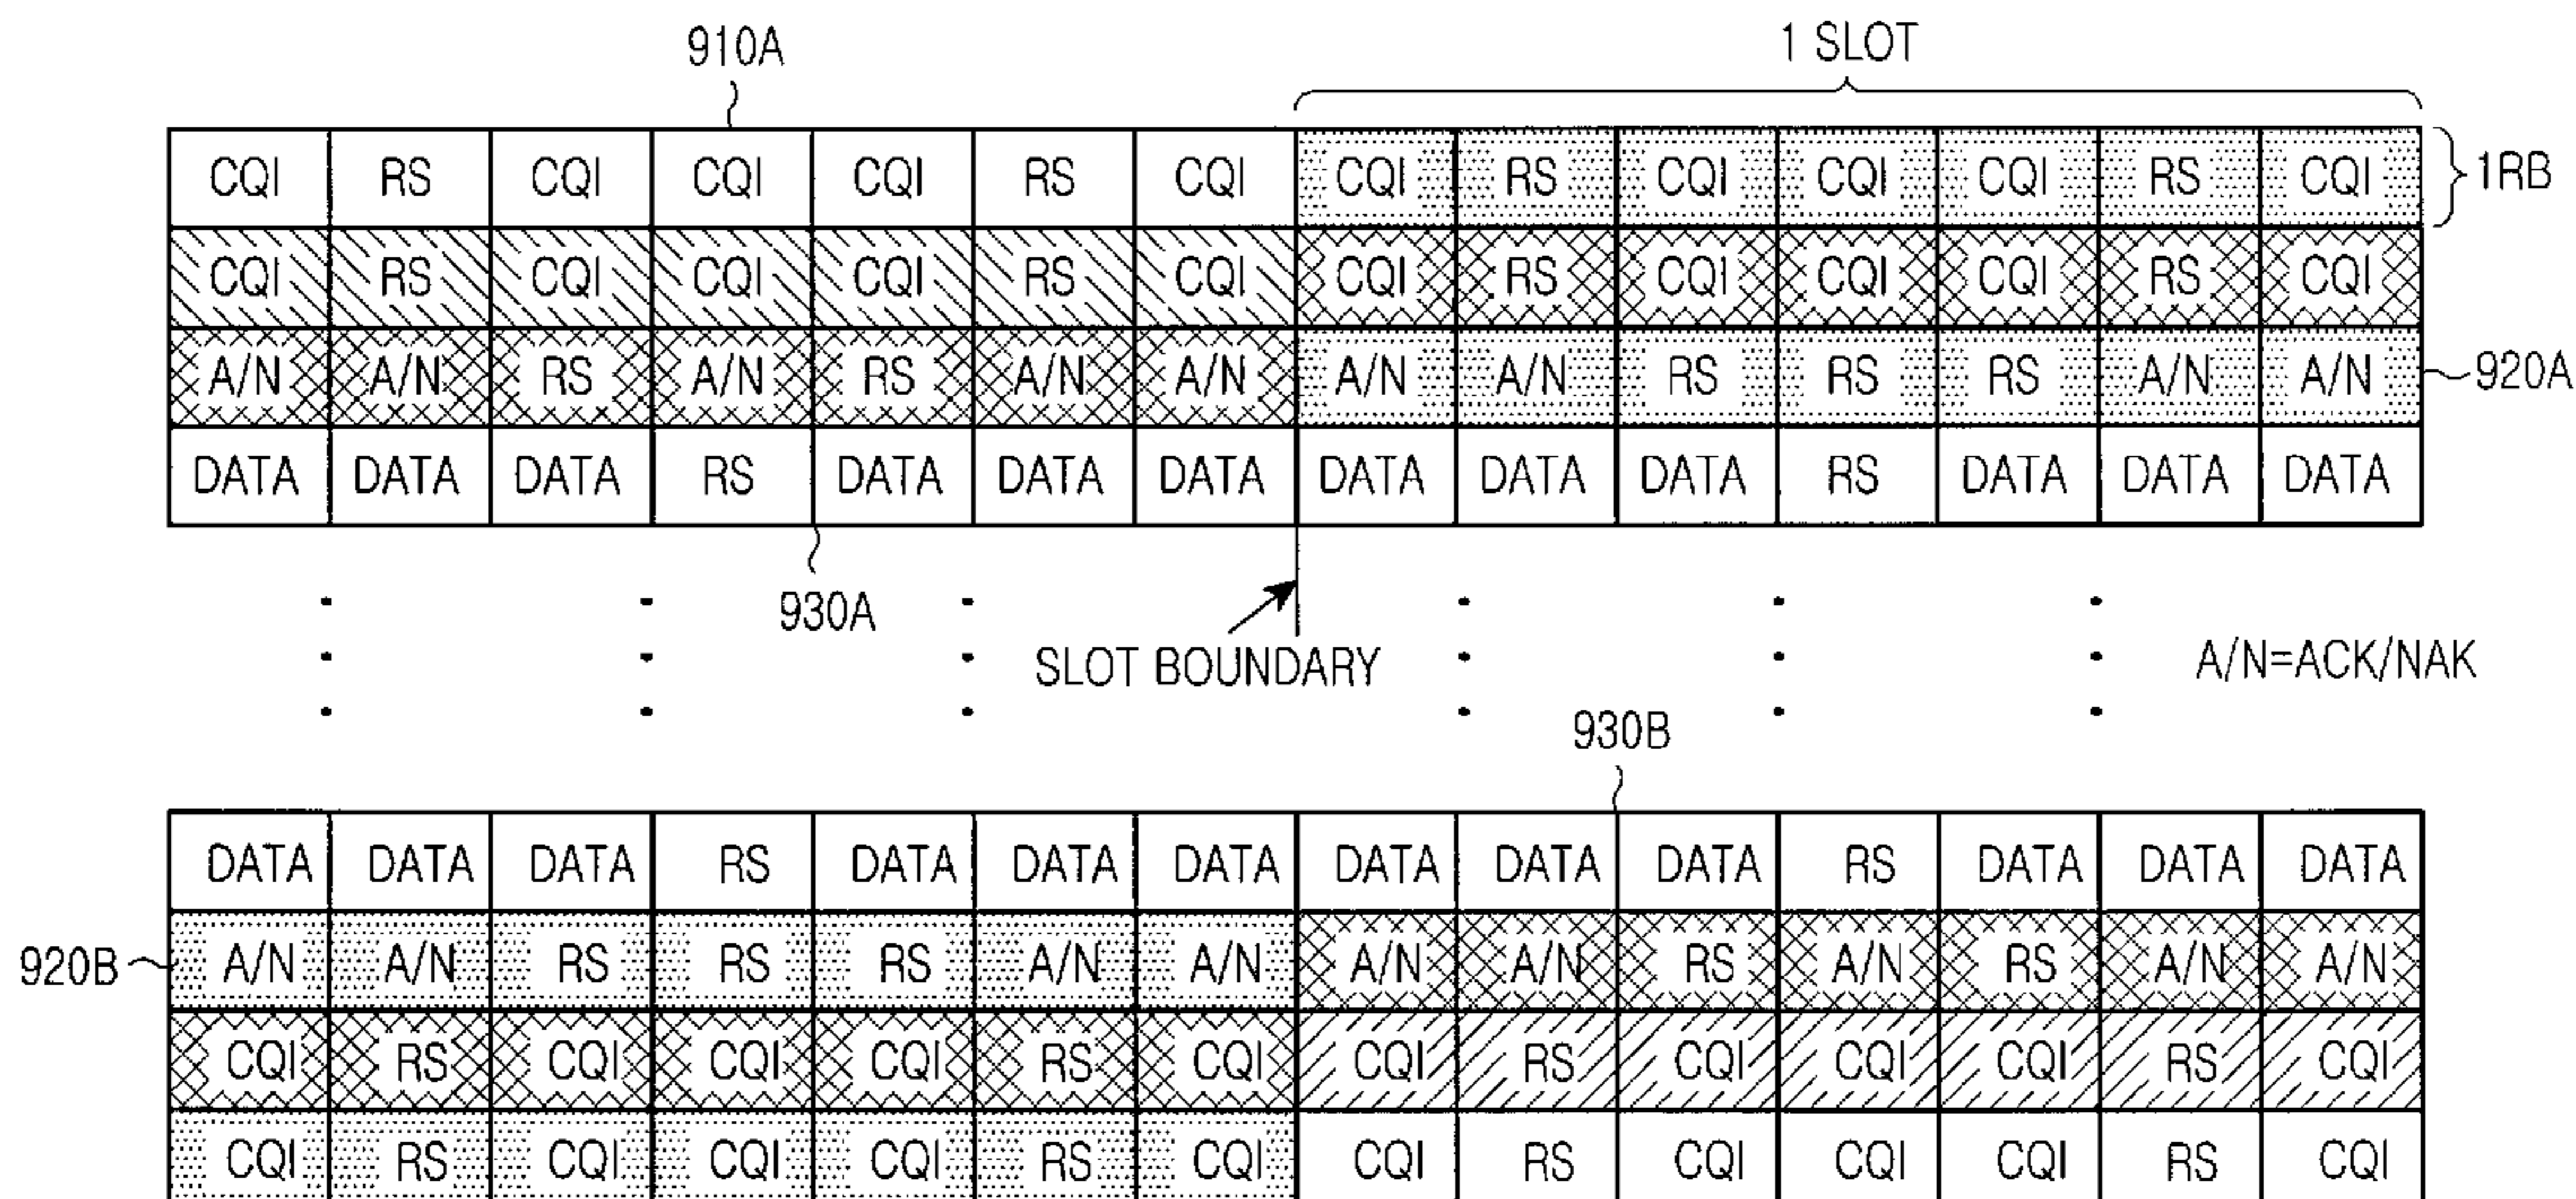 910A 1 SLOT
CQI RS CQI CQI CQI RS CQI CQI RS CQI CQI CQI RS CQI 1RB
CQI RS CQI CQI CQI RS CQI CQI RS CQI CQI CQI RS CQI
A/N A/N RS A/N RS A/N A/N A/N A/N RS RS RS A/N A/N 920A
DATA DATA DATA RS DATA DATA DATA DATA DATA DATA RS DATA DATA DATA
930A
SLOT BOUNDARY A/N=ACK/NAK
930B
DATA DATA DATA RS DATA DATA DATA DATA DATA DATA RS DATA DATA DATA
920B A/N A/N RS RS RS A/N A/N A/N A/N RS A/N RS A/N A/N
CQI RS CQI CQI CQI RS CQI CQI RS CQI CQI CQI RS CQI
CQI RS CQI CQI CQI RS CQI CQI RS CQI CQI CQI RS CQI